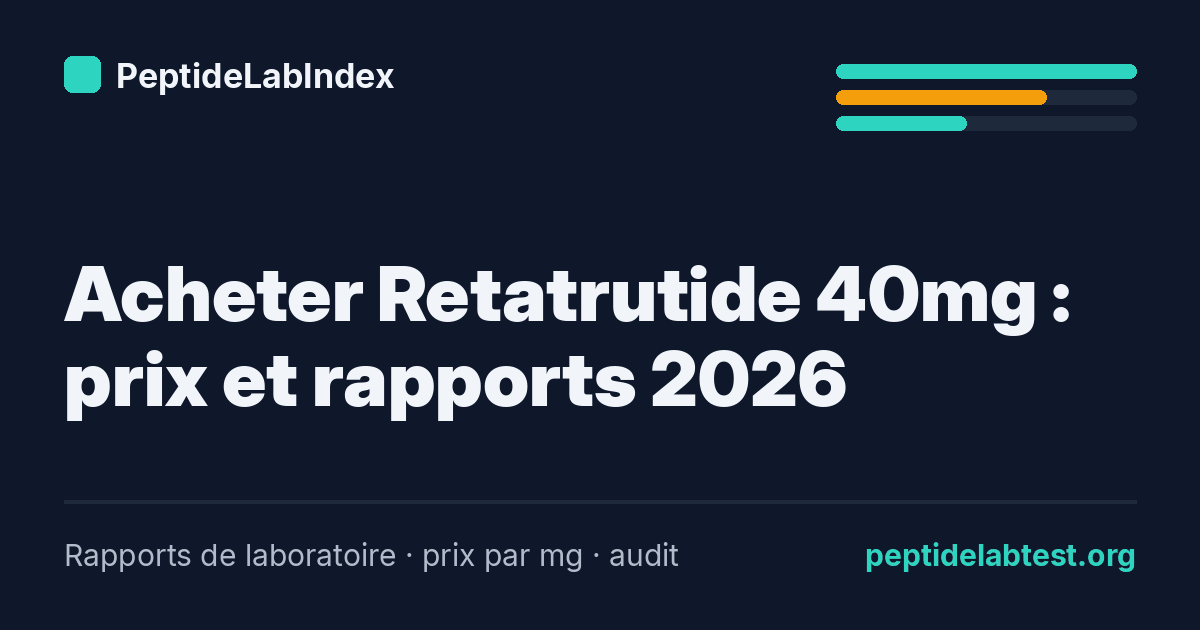 PeptideLabIndex
Acheter Retatrutide 40mg :
prix et rapports 2026
Rapports de laboratoire · prix par mg · audit
peptidelabtest.org